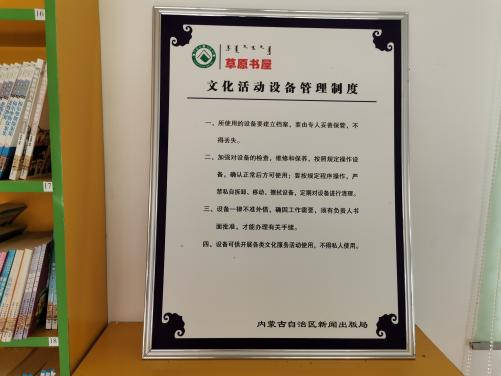 16
17
18
草原书屋
文化活动设备管理制度
一、所使用的设备要建立档案，要由专人妥善保管，不
得丢失。
二、加强对设备的检查，维修和保养，按照规定操作设
备，确认正常后方可使用；要按规定程序操作，严
禁私自拆卸、移动、擦拭设备，定期对设备进行清理。
三、设备一律不准外借，确因工作需要，须有负责人书
面批准，才能办理有关手续。
四、设备可供开展各类文化服务活动使用，不得私人使用。
内蒙古自治区新闻出版局